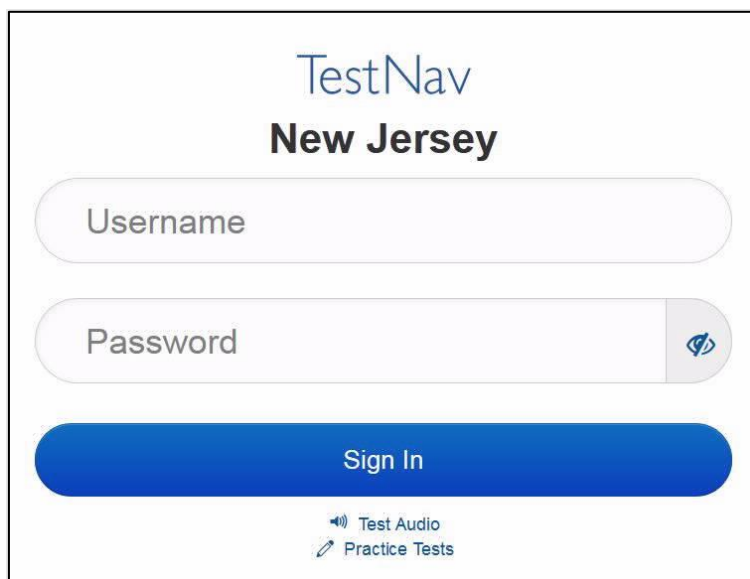 TestNav
New Jersey
Username
Password
Sign In
Test Audio
Practice Tests